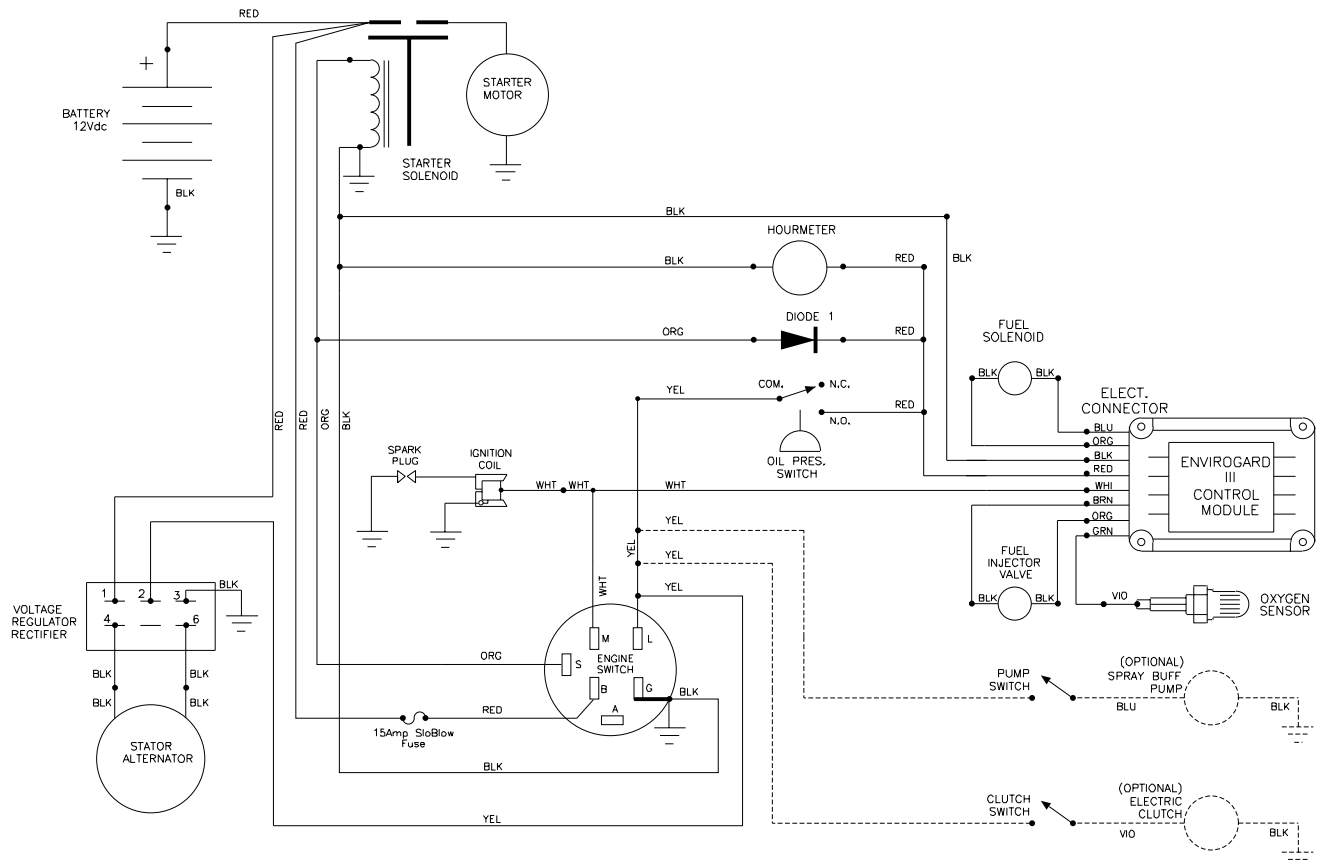 RED
+
BATTERY
12Vdc
BLK
STARTER
MOTOR
STARTER
SOLENOID
BLK
HOURMETER
BLK
RED
BLK
DIODE 1
ORG
RED
FUEL
SOLENOID
BLK
BLK
YEL
COM.
N.C.
RED
N.O.
OIL PRES.
SWITCH
ELECT.
CONNECTOR
BLU
ORG
BLK
RED
WHI
BRN
ORG
GRN
ENVIROGARD
III
CONTROL
MODULE
RED
RED
ORG
BLK
SPARK
PLUG
IGNITION
COIL
WHT
WHT
WHT
YEL
YEL
YEL
YEL
WHT
FUEL
INJECTOR
VALVE
BLK
BLK
VIO
OXYGEN
SENSOR
VOLTAGE
REGULATOR
RECTIFIER
1
2
3
BLK
4
6
BLK
BLK
BLK
BLK
STATOR
ALTERNATOR
ORG
M
L
S
ENGINE
SWITCH
B
G
BLK
A
RED
15Amp SloBlow
Fuse
BLK
YEL
PUMP
SWITCH
(OPTIONAL)
SPRAY BUFF
PUMP
BLU
BLK
CLUTCH
SWITCH
(OPTIONAL)
ELECTRIC
CLUTCH
VIO
BLK